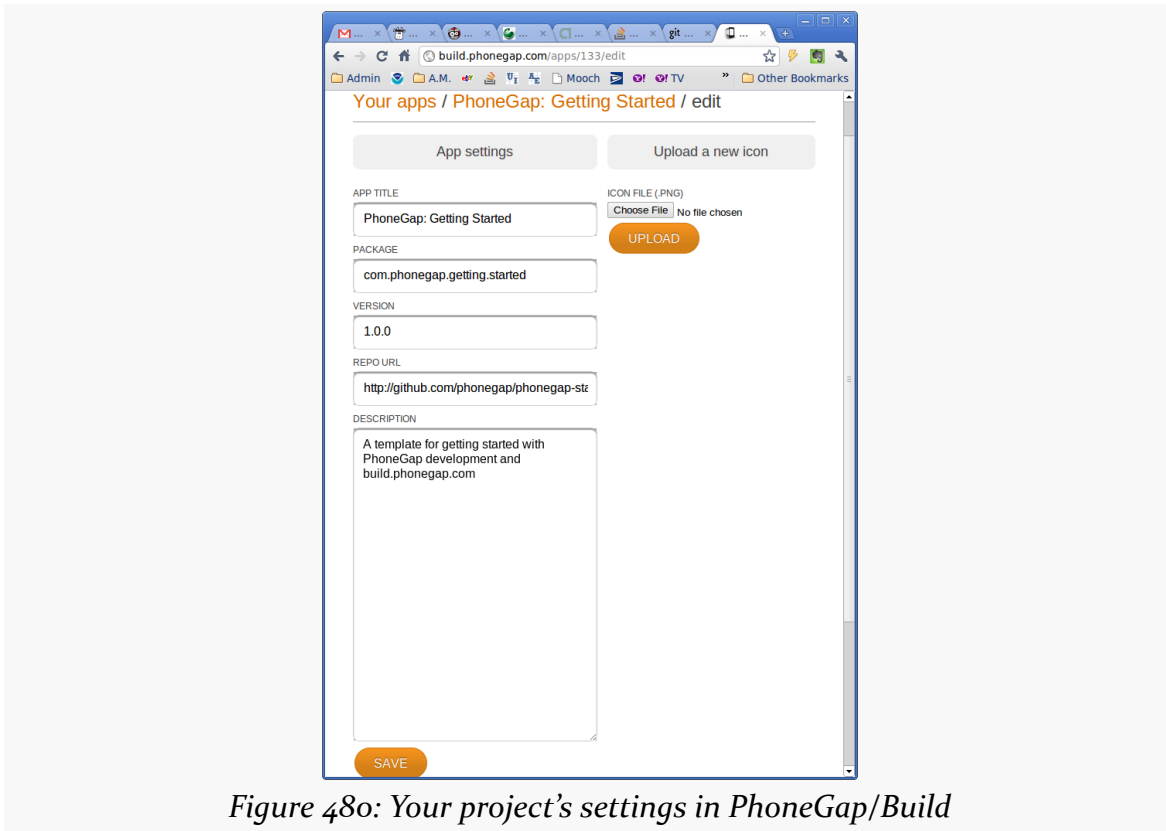 M... git ...
build.phonegap.com/apps/133/edit
Admin A.M. Mooch TV » Other Bookmarks
Your apps / PhoneGap: Getting Started / edit
App settings
Upload a new icon
APP TITLE
PhoneGap: Getting Started
PACKAGE
com.phonegap.getting.started
VERSION
1.0.0
REPO URL
http://github.com/phonegap/phonegap-sta
DESCRIPTION
A template for getting started with
PhoneGap development and
build.phonegap.com
SAVE
ICON FILE (.PNG)
Choose File No file chosen
UPLOAD
Figure 480: Your project's settings in PhoneGap/Build